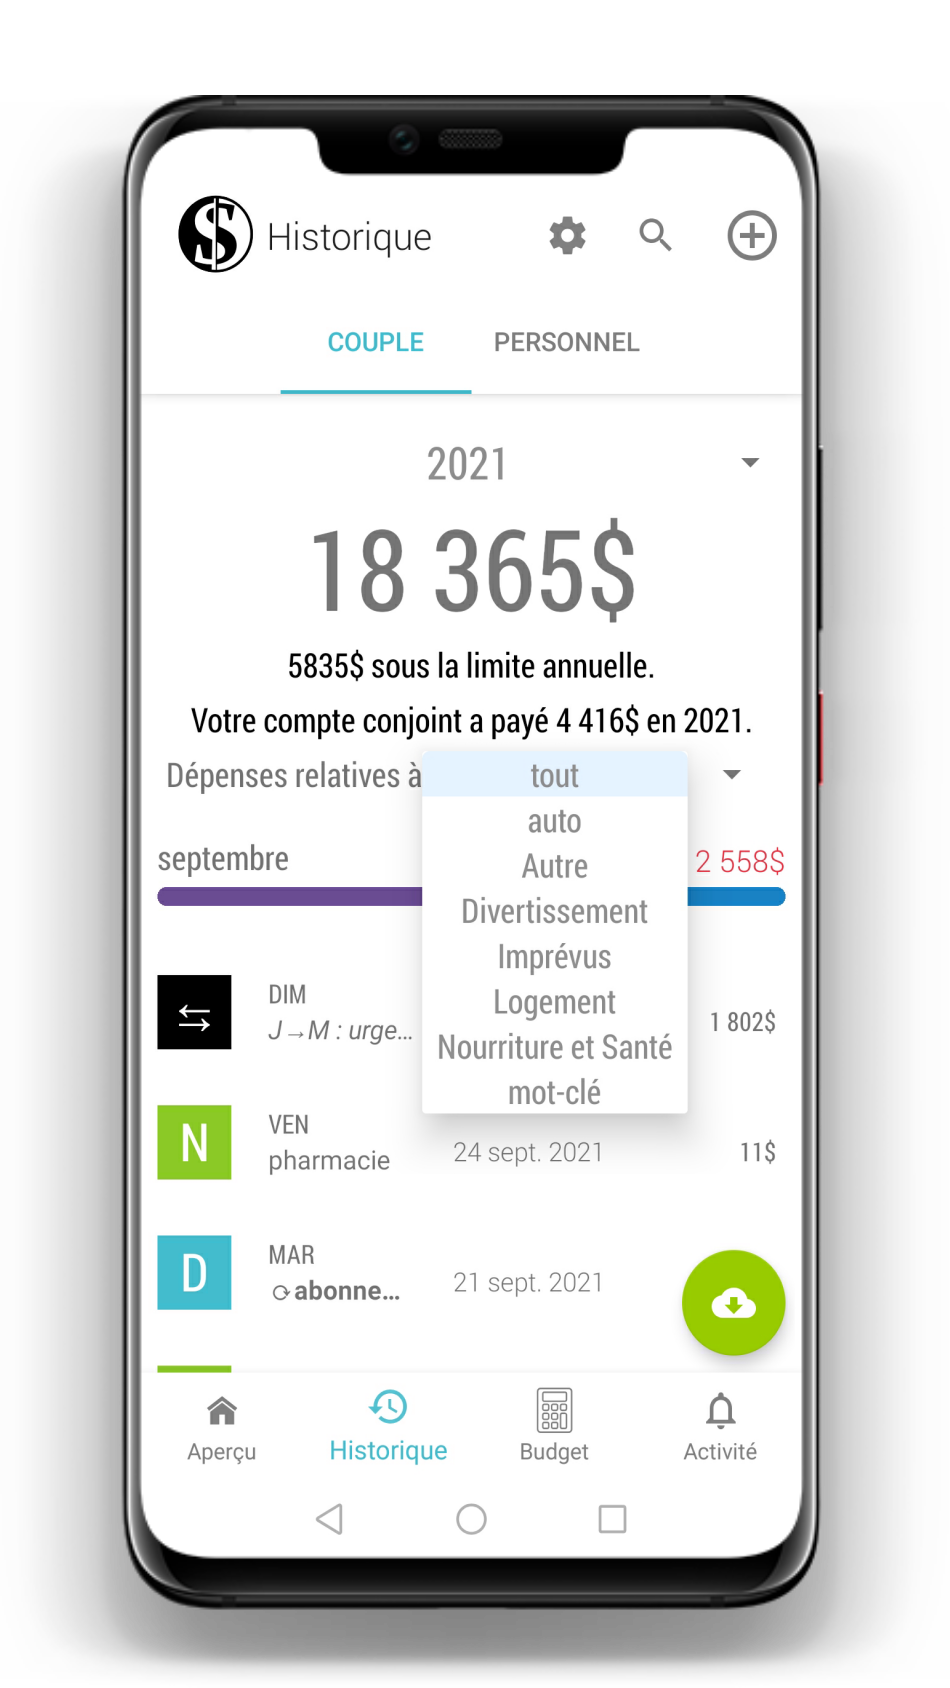 Historique
COUPLE PERSONNEL
2021
18 365$
5835$ sous la limite annuelle.
Votre compte conjoint a payé 4 416$ en 2021.
Dépenses relatives à tout
auto
Autre
Divertissement
Imprévus
Logement
Nourriture et Santé
mot-clé
septembre 2 558$
DIM
J→M : urge... 1 802$
N
VEN
pharmacie 24 sept. 2021 11$
D
MAR
⟳abonne... 21 sept. 2021
Aperçu Historique Budget Activité